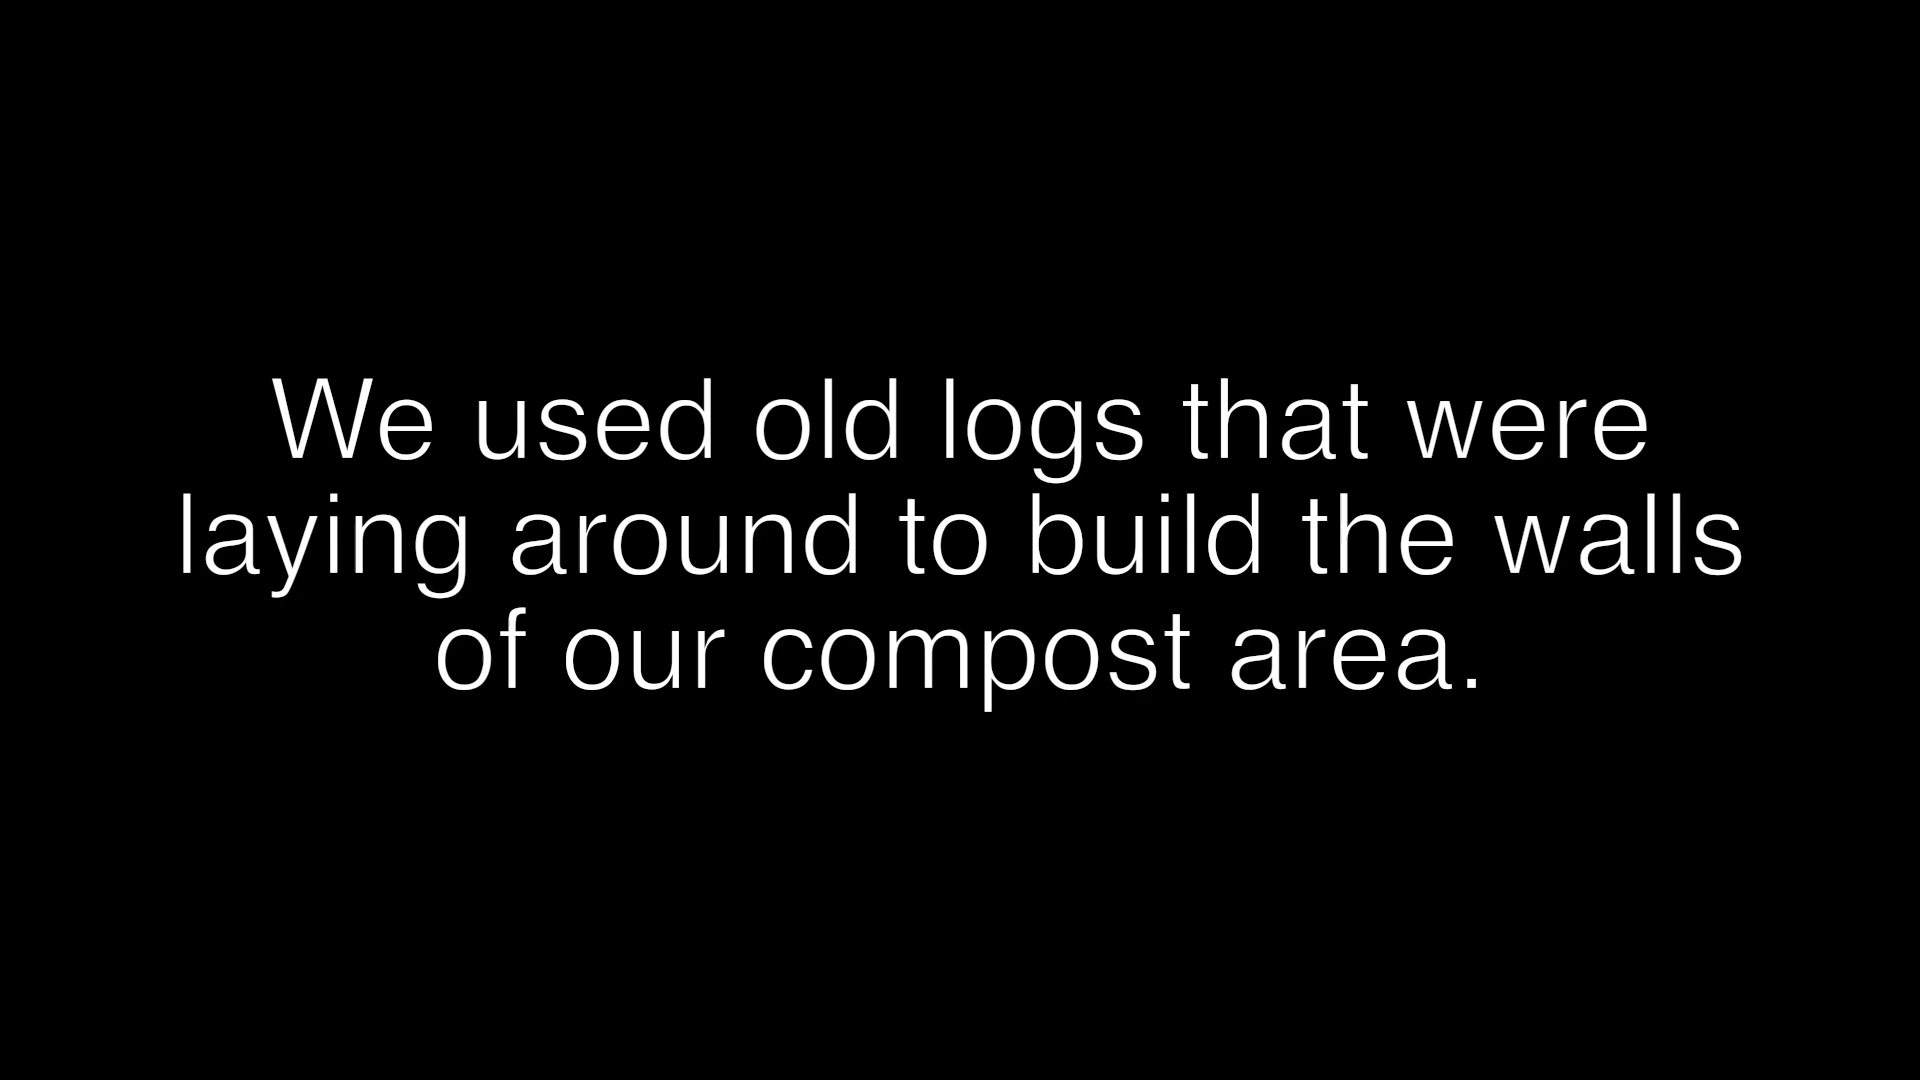 We used old logs that were
laying around to build the walls
of our compost area.